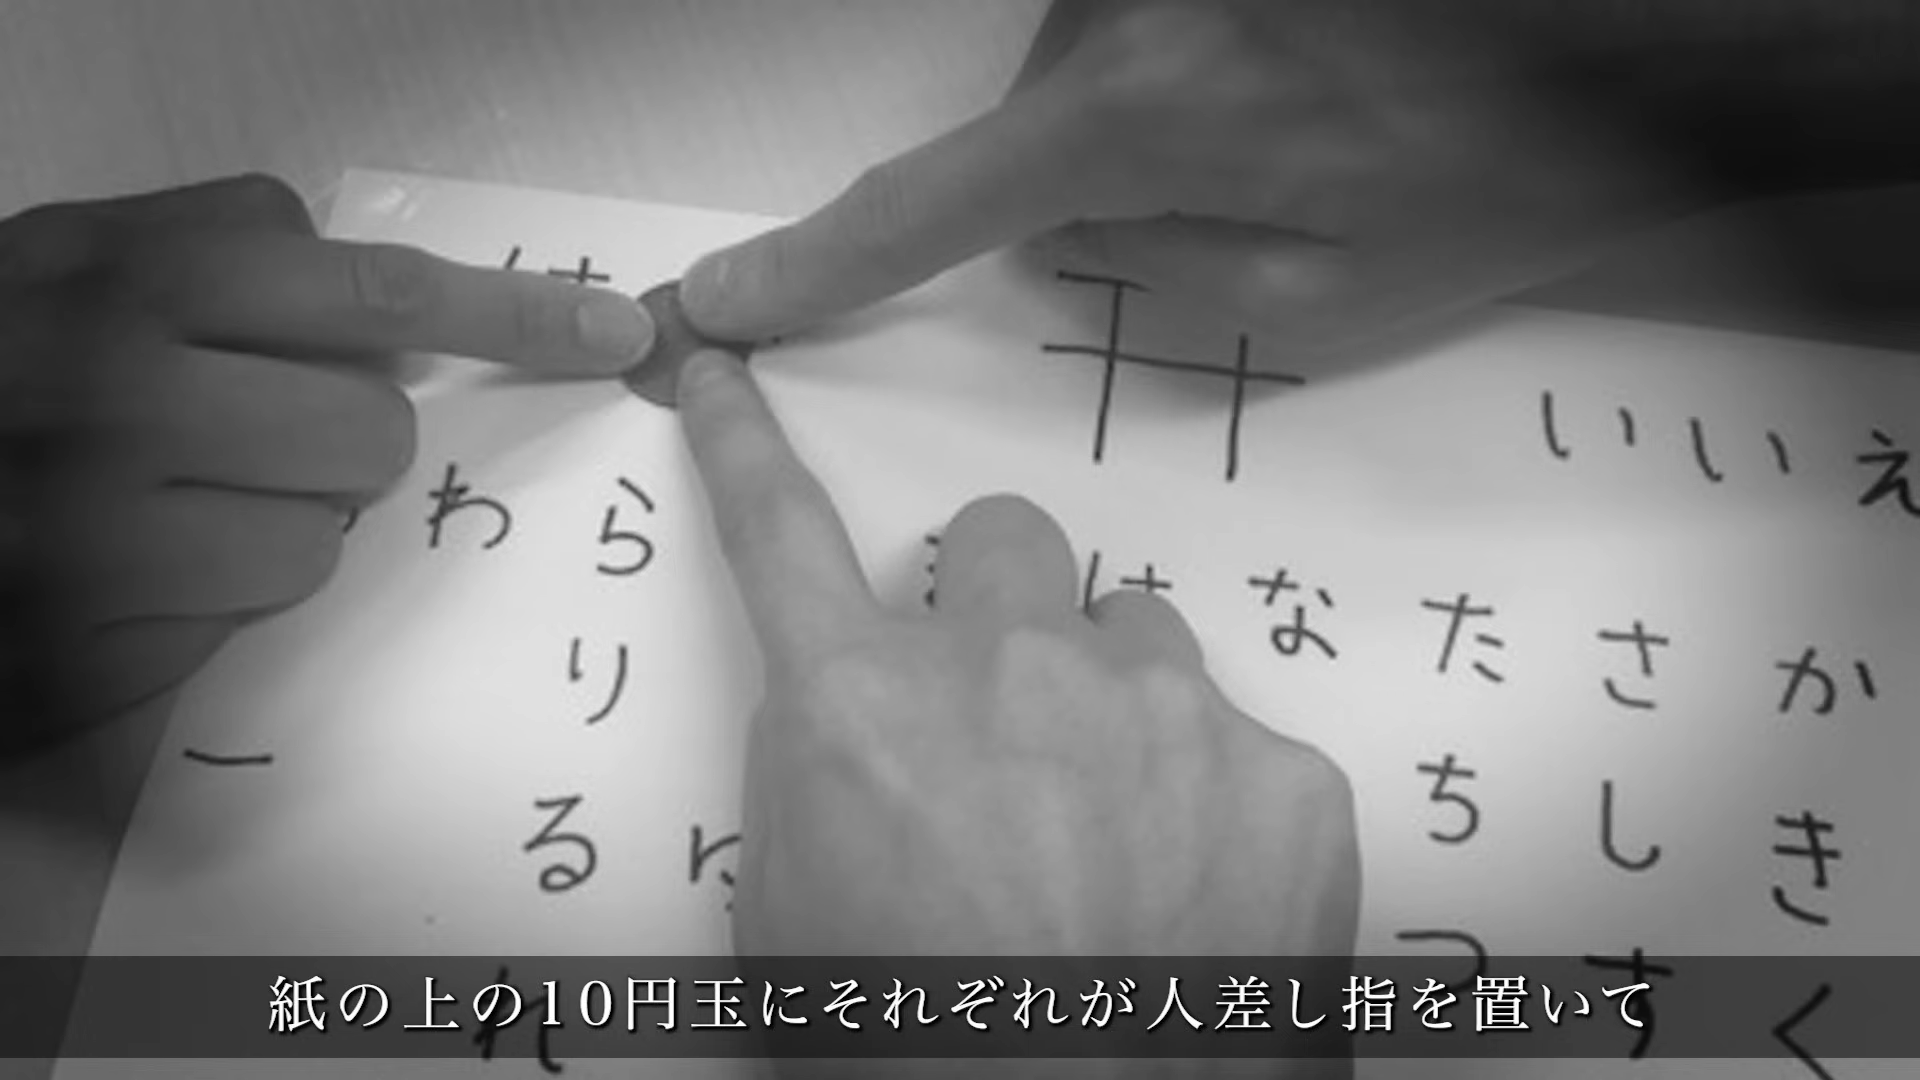 いいえ
わ ら な た さ か
り ち し き
ー る ゆ つ す く
れ
紙の上の10円玉にそれぞれが人差し指を置いて